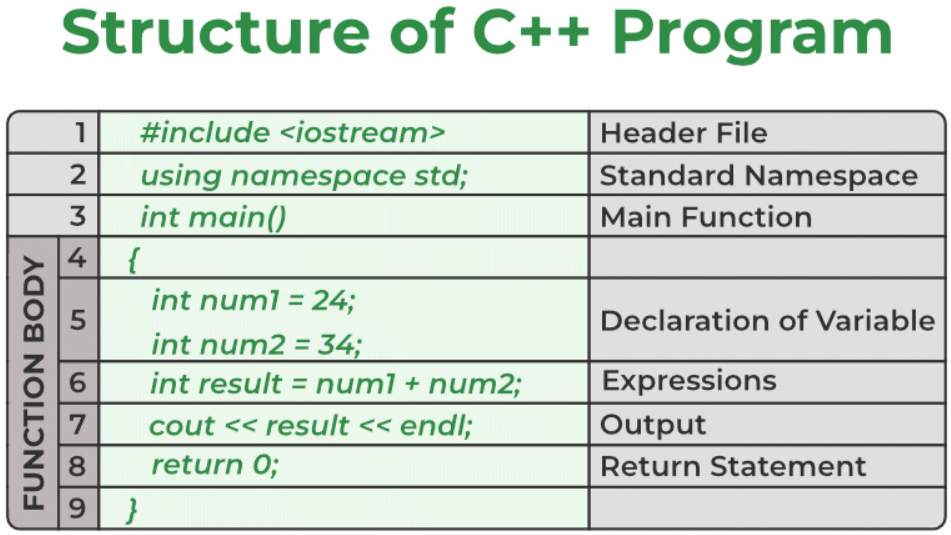 Structure of C++ Program
1 #include <iostream> Header File
2 using namespace std; Standard Namespace
3 int main() Main Function
FUNCTION BODY
4 {
5 int num1 = 24;
int num2 = 34; Declaration of Variable
6 int result = num1 + num2; Expressions
7 cout << result << endl; Output
8 return 0; Return Statement
9 }